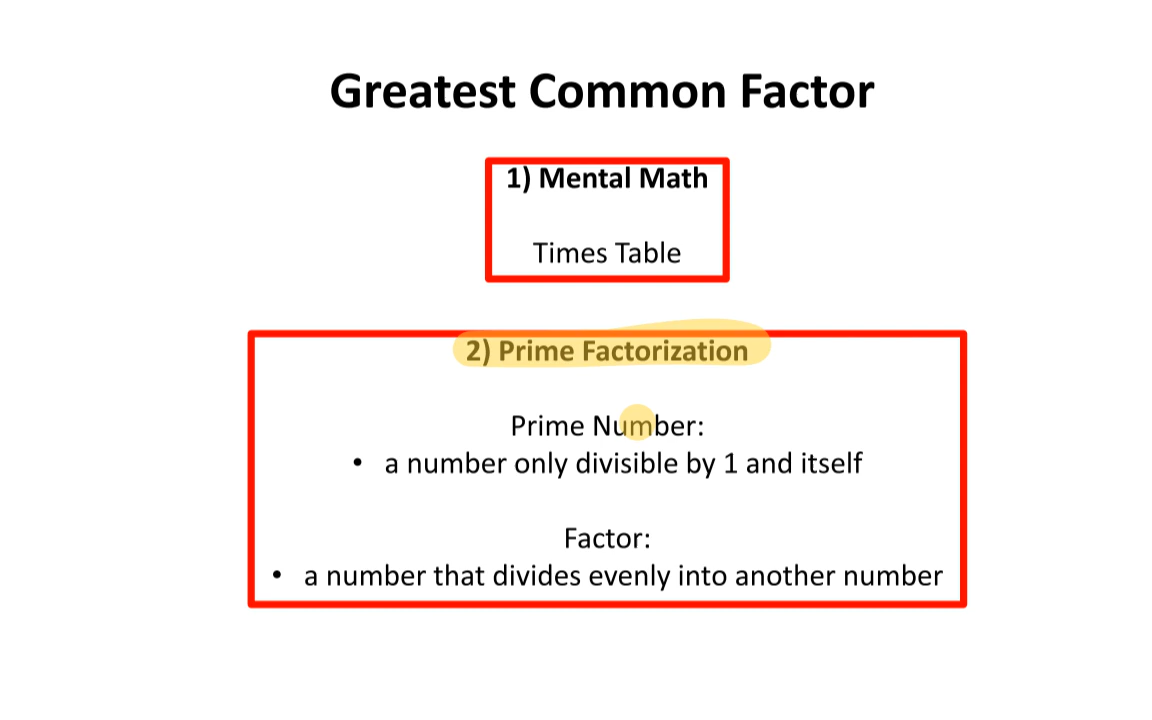 Greatest Common Factor
1) Mental Math
Times Table
2) Prime Factorization
Prime Number:
• a number only divisible by 1 and itself
Factor:
• a number that divides evenly into another number